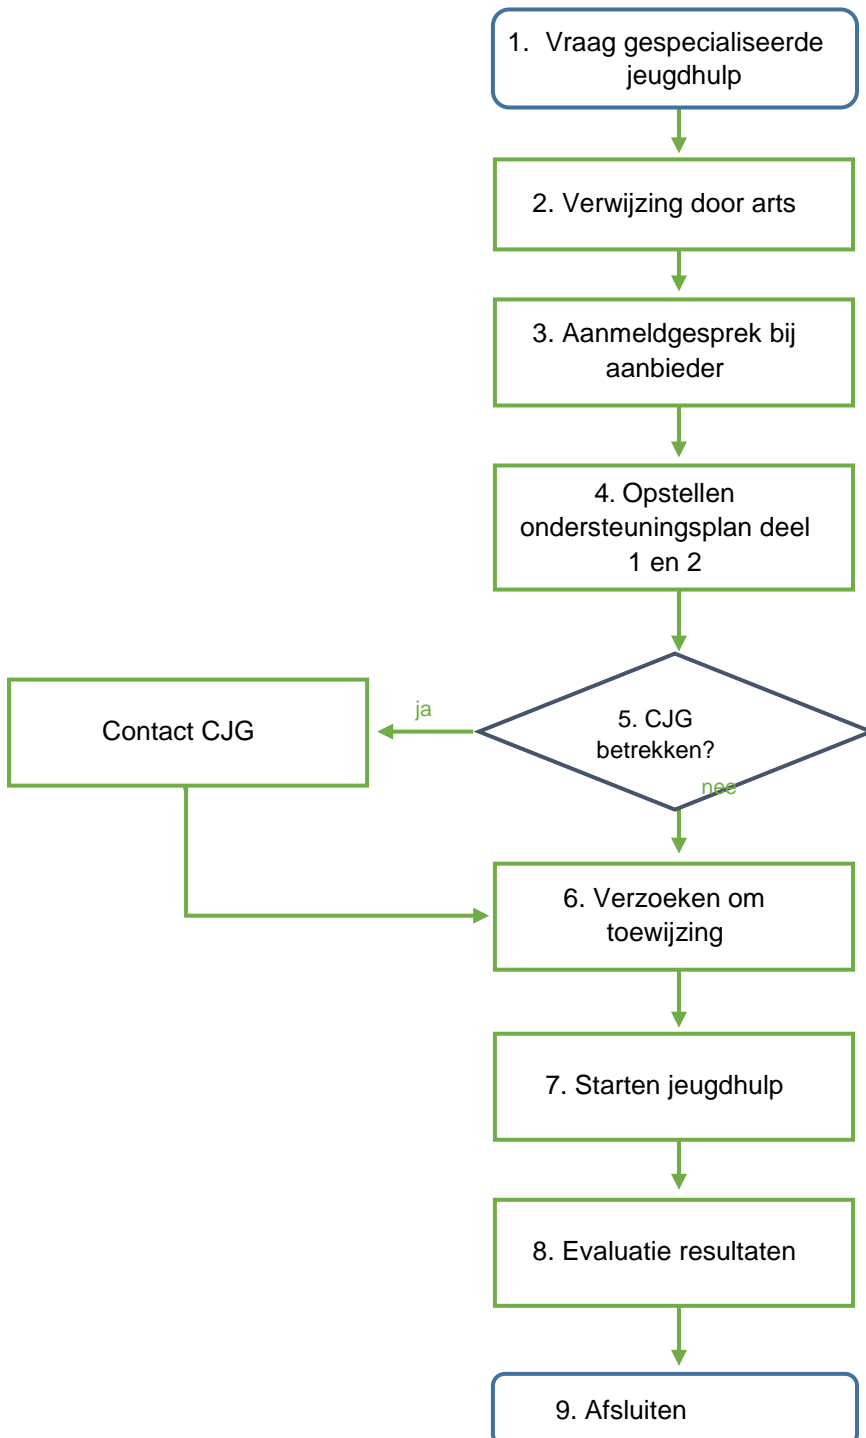 1. Vraag gespecialiseerde
jeugdhulp
2. Verwijzing door arts
3. Aanmeldgesprek bij
aanbieder
4. Opstellen
ondersteuningsplan deel
1 en 2
5. CJG
betrekken?
ja
Contact CJG
nee
6. Verzoeken om
toewijzing
7. Starten jeugdhulp
8. Evaluatie resultaten
9. Afsluiten